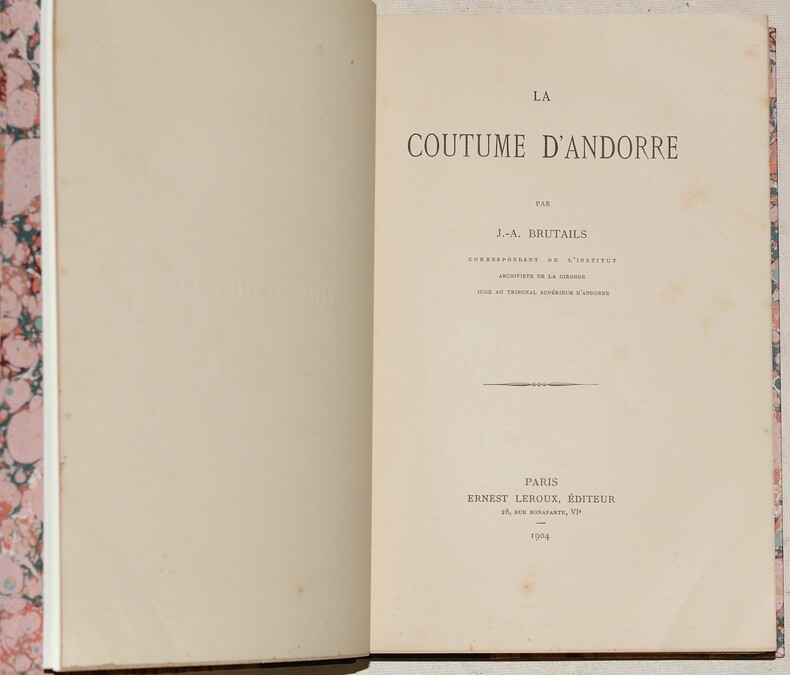 LA
COUTUME D'ANDORRE
PAR
J.-A. BRUTAILS
CORRESPONDANT DE L'INSTITUT
ARCHIVISTE DE LA GIRONDE
JUGE AU TRIBUNAL SUPÉRIEUR D'ANDORRE
PARIS
ERNEST LEROUX, ÉDITEUR
28, RUE BONAPARTE, VIᵉ
1904